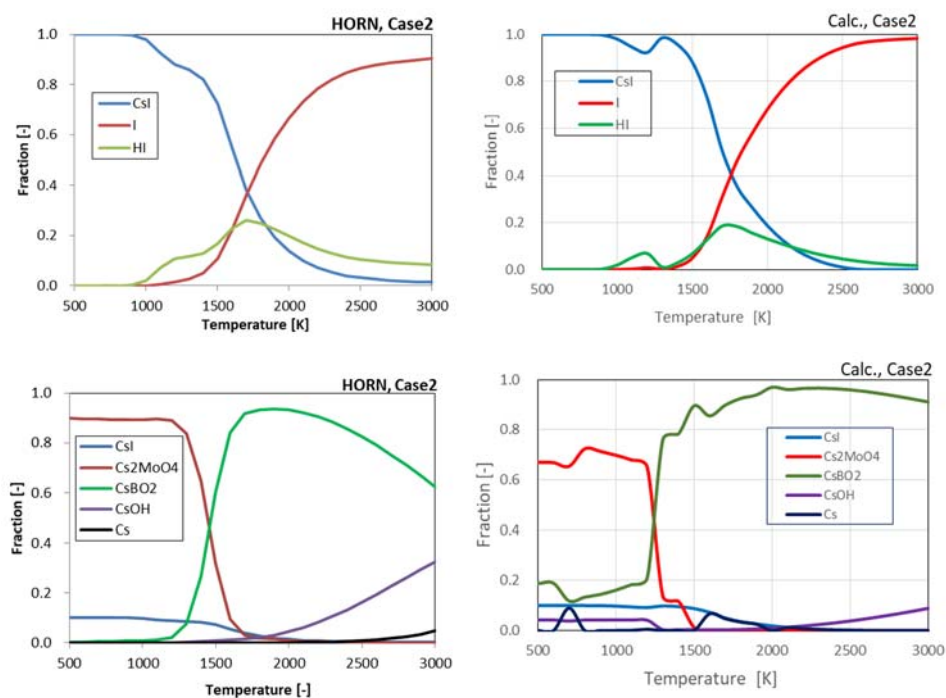 HORN, Case2
1.0
0.8
0.6
0.4
0.2
0.0
Fraction [-]
CsI
I
HI
500 1000 1500 2000 2500 3000
Temperature [K]
Calc., Case2
1.0
0.8
0.6
0.4
0.2
0.0
Fraction [-]
CsI
I
HI
500 1000 1500 2000 2500 3000
Temperature [K]
HORN, Case2
1.0
0.8
0.6
0.4
0.2
0.0
Fraction [-]
CsI
Cs2MoO4
CsBO2
CsOH
Cs
500 1000 1500 2000 2500 3000
Temperature [-]
Calc., Case2
1.0
0.8
0.6
0.4
0.2
0.0
Fraction [-]
CsI
Cs2MoO4
CsBO2
CsOH
Cs
500 1000 1500 2000 2500 3000
Temperature [K]